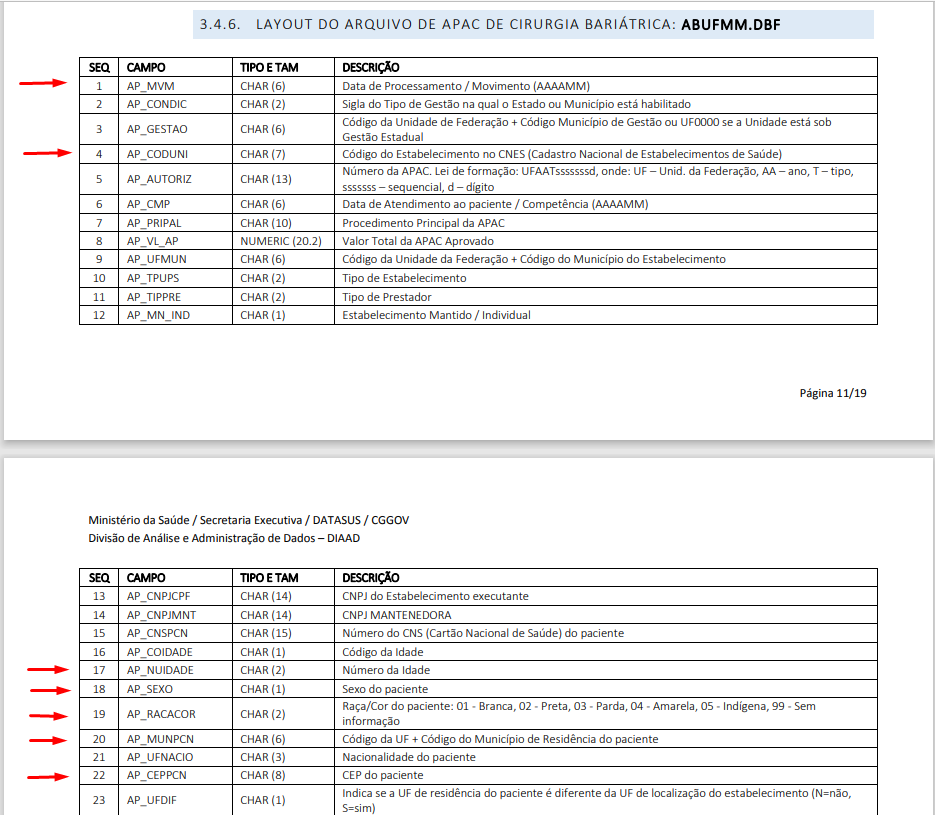 3.4.6. LAYOUT DO ARQUIVO DE APAC DE CIRURGIA BARIÁTRICA: ABUFMM.DBF
SEQ CAMPO TIPO E TAM DESCRIÇÃO
1 AP_MVM CHAR (6) Data de Processamento / Movimento (AAAAMM)
2 AP_CONDIC CHAR (2) Sigla do Tipo de Gestão na qual o Estado ou Município está habilitado
3 AP_GESTAO CHAR (6) Código da Unidade de Federação + Código Município de Gestão ou UF0000 se a Unidade está sob
Gestão Estadual
4 AP_CODUNI CHAR (7) Código do Estabelecimento no CNES (Cadastro Nacional de Estabelecimentos de Saúde)
5 AP_AUTORIZ CHAR (13) Número da APAC. Lei de formação: UFAATsssssssd, onde: UF – Unid. da Federação, AA – ano, T – tipo,
sssssss – sequencial, d – dígito
6 AP_CMP CHAR (6) Data de Atendimento ao paciente / Competência (AAAAMM)
7 AP_PRIPAL CHAR (10) Procedimento Principal da APAC
8 AP_VL_AP NUMERIC (20.2) Valor Total da APAC Aprovado
9 AP_UFMUN CHAR (6) Código da Unidade da Federação + Código do Município do Estabelecimento
10 AP_TPUPS CHAR (2) Tipo de Estabelecimento
11 AP_TIPPRE CHAR (2) Tipo de Prestador
12 AP_MN_IND CHAR (1) Estabelecimento Mantido / Individual
Página 11/19
Ministério da Saúde / Secretaria Executiva / DATASUS / CGGOV
Divisão de Análise e Administração de Dados – DIAAD
SEQ CAMPO TIPO E TAM DESCRIÇÃO
13 AP_CNPJCPF CHAR (14) CNPJ do Estabelecimento executante
14 AP_CNPJMNT CHAR (14) CNPJ MANTENEDORA
15 AP_CNSPCN CHAR (15) Número do CNS (Cartão Nacional de Saúde) do paciente
16 AP_COIDADE CHAR (1) Código da Idade
17 AP_NUIDADE CHAR (2) Número da Idade
18 AP_SEXO CHAR (1) Sexo do paciente
19 AP_RACACOR CHAR (2) Raça/Cor do paciente: 01 - Branca, 02 - Preta, 03 - Parda, 04 - Amarela, 05 - Indígena, 99 - Sem
informação
20 AP_MUNPCN CHAR (6) Código da UF + Código do Município de Residência do paciente
21 AP_UFNACIO CHAR (3) Nacionalidade do paciente
22 AP_CEPPCN CHAR (8) CEP do paciente
23 AP_UFDIF CHAR (1) Indica se a UF de residência do paciente é diferente da UF de localização do estabelecimento (N=não,
S=sim)